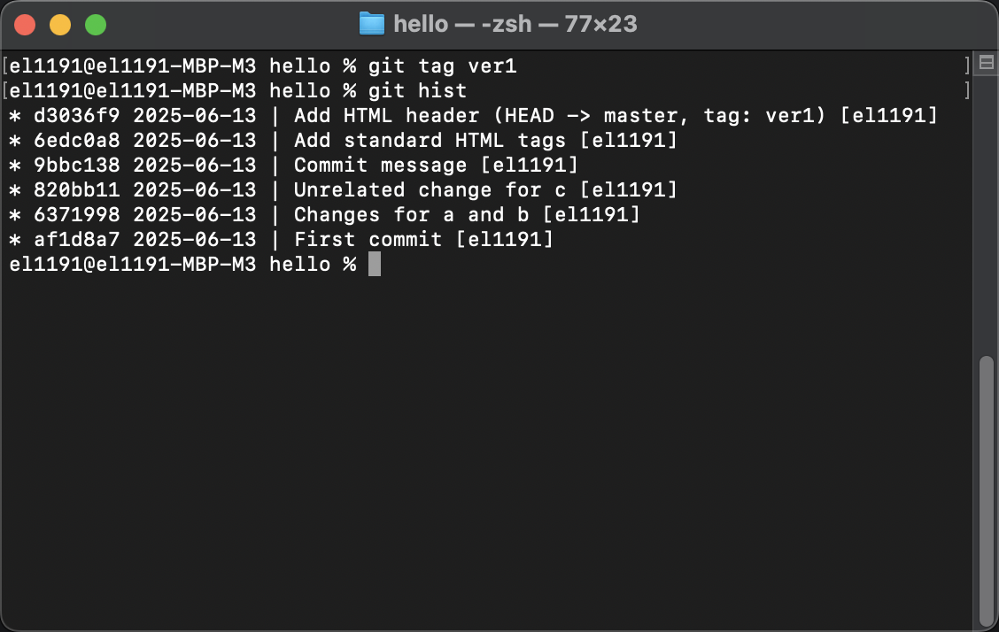 hello — -zsh — 77×23
[el1191@el1191-MBP-M3 hello % git tag ver1 ]
[el1191@el1191-MBP-M3 hello % git hist ]
* d3036f9 2025-06-13 | Add HTML header (HEAD -> master, tag: ver1) [el1191]
* 6edc0a8 2025-06-13 | Add standard HTML tags [el1191]
* 9bbc138 2025-06-13 | Commit message [el1191]
* 820bb11 2025-06-13 | Unrelated change for c [el1191]
* 6371998 2025-06-13 | Changes for a and b [el1191]
* af1d8a7 2025-06-13 | First commit [el1191]
el1191@el1191-MBP-M3 hello %